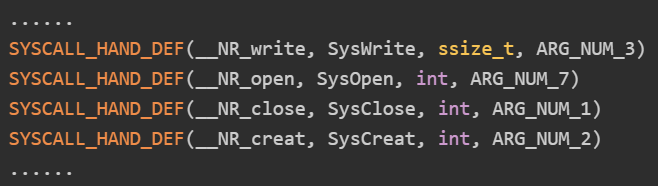 ......
SYSCALL_HAND_DEF(__NR_write, SysWrite, ssize_t, ARG_NUM_3)
SYSCALL_HAND_DEF(__NR_open, SysOpen, int, ARG_NUM_7)
SYSCALL_HAND_DEF(__NR_close, SysClose, int, ARG_NUM_1)
SYSCALL_HAND_DEF(__NR_creat, SysCreat, int, ARG_NUM_2)
......